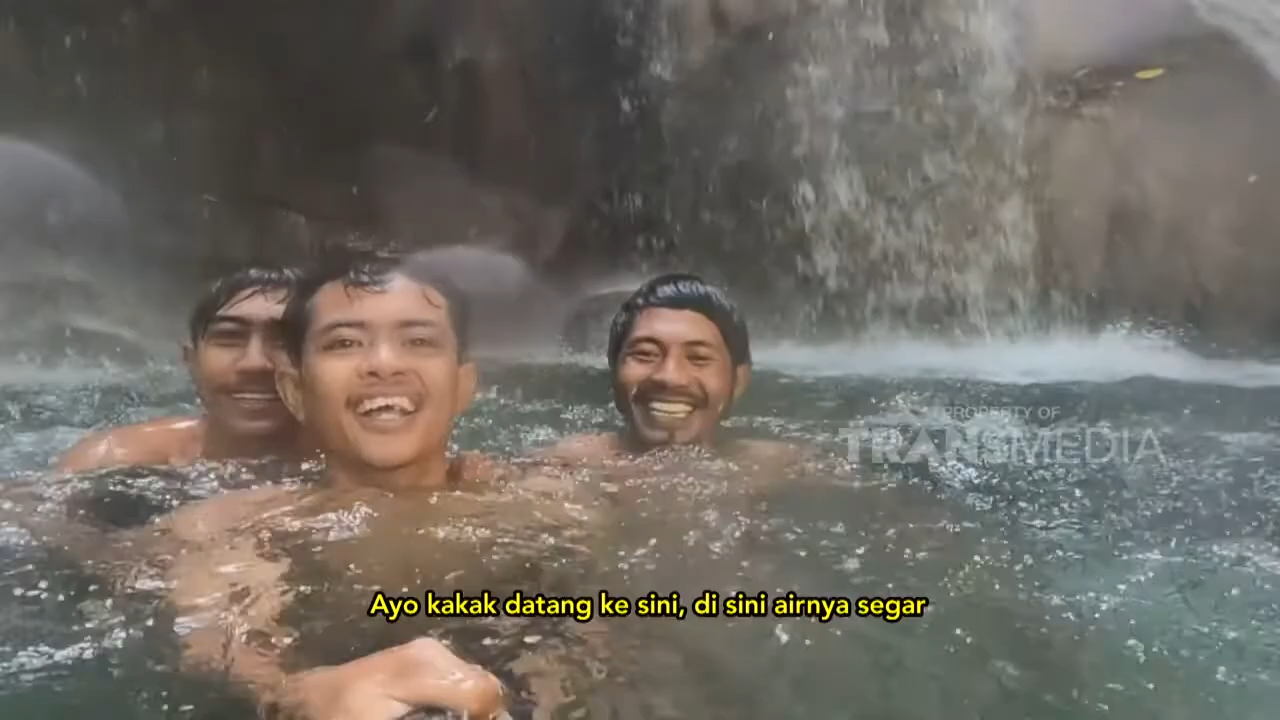 PROPERTY OF
TRANSMEDIA
Ayo kakak datang ke sini, di sini airnya segar